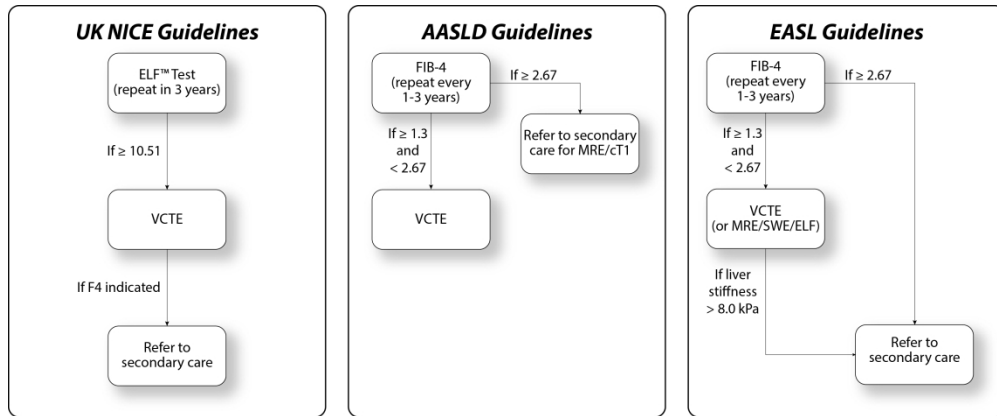 UK NICE Guidelines
ELF™ Test
(repeat in 3 years)
If ≥ 10.51
VCTE
If F4 indicated
Refer to
secondary care
AASLD Guidelines
FIB-4
(repeat every
1-3 years)
If ≥ 2.67
Refer to secondary
care for MRE/cT1
If ≥ 1.3
and
< 2.67
VCTE
EASL Guidelines
FIB-4
(repeat every
1-3 years)
If ≥ 2.67
If ≥ 1.3
and
< 2.67
VCTE
(or MRE/SWE/ELF)
If liver
stiffness
> 8.0 kPa
Refer to
secondary care